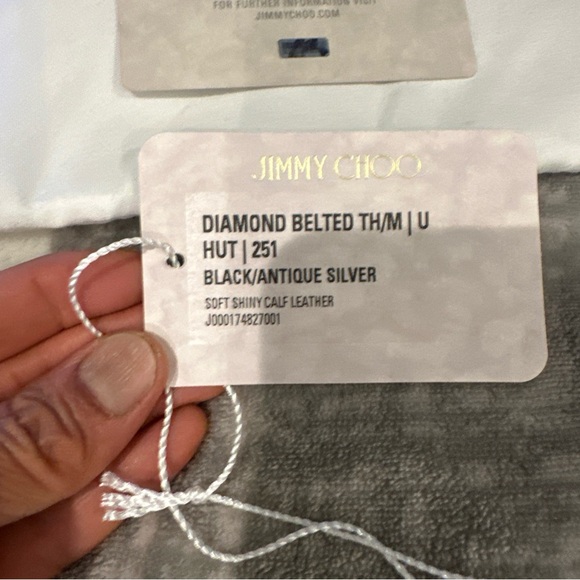 FOR FURTHER INFORMATION VISIT
JIMMYCHOO.COM
JIMMY CHOO
DIAMOND BELTED TH/M | U
HUT | 251
BLACK/ANTIQUE SILVER
SOFT SHINY CALF LEATHER
J000174827001